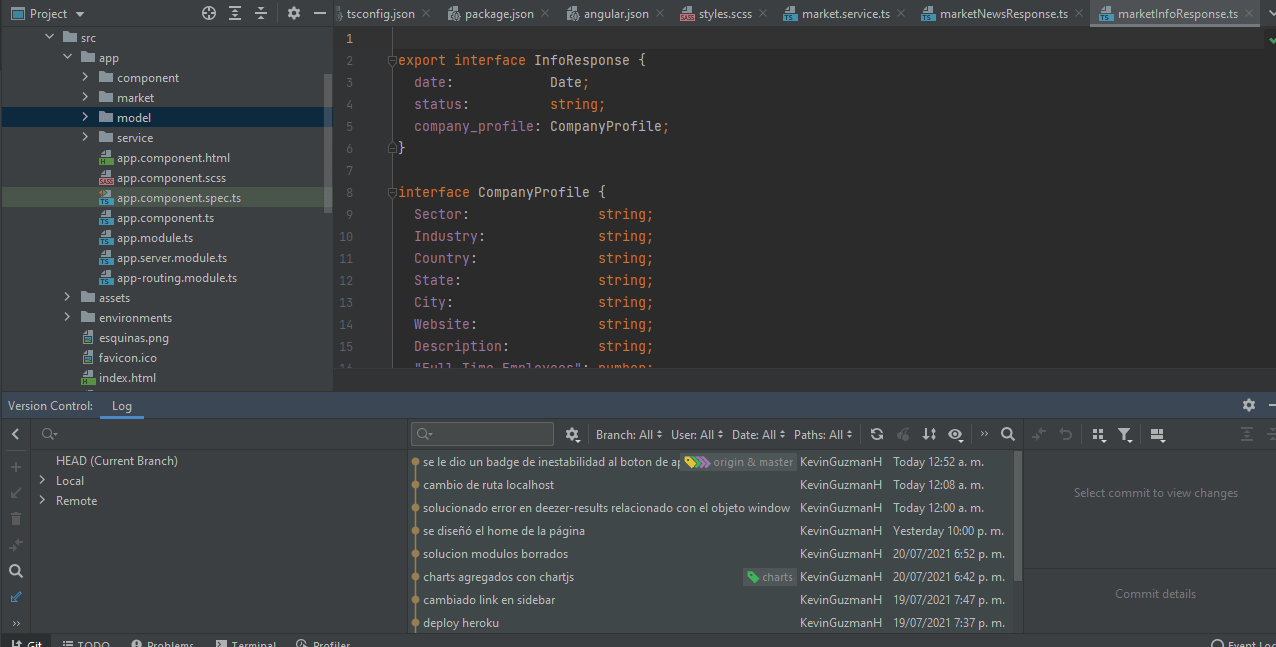 Project
tsconfig.json
package.json
angular.json
styles.scss
market.service.ts
marketNewsResponse.ts
marketInfoResponse.ts
src
app
component
market
model
service
app.component.html
app.component.scss
app.component.spec.ts
app.component.ts
app.module.ts
app.server.module.ts
app-routing.module.ts
assets
environments
esquinas.png
favicon.ico
index.html
1
2 export interface InfoResponse {
3 date: Date;
4 status: string;
5 company_profile: CompanyProfile;
6 }
7
8 interface CompanyProfile {
9 Sector: string;
10 Industry: string;
11 Country: string;
12 State: string;
13 City: string;
14 Website: string;
15 Description: string;
16 "Full Time Employees": number;
Version Control: Log
HEAD (Current Branch)
Local
Remote
Branch: All User: All Date: All Paths: All
se le dio un badge de inestabilidad al boton de ap origin & master KevinGuzmanH Today 12:52 a. m.
cambio de ruta localhost KevinGuzmanH Today 12:08 a. m.
solucionado error en deezer-results relacionado con el objeto window KevinGuzmanH Today 12:00 a. m.
se diseñó el home de la página KevinGuzmanH Yesterday 10:00 p. m.
solucion modulos borrados KevinGuzmanH 20/07/2021 6:52 p. m.
charts agregados con chartjs charts KevinGuzmanH 20/07/2021 6:42 p. m.
cambiado link en sidebar KevinGuzmanH 19/07/2021 7:47 p. m.
deploy heroku KevinGuzmanH 19/07/2021 7:37 p. m.
Select commit to view changes
Commit details
Git TODO Problems Terminal Profiler Event Log